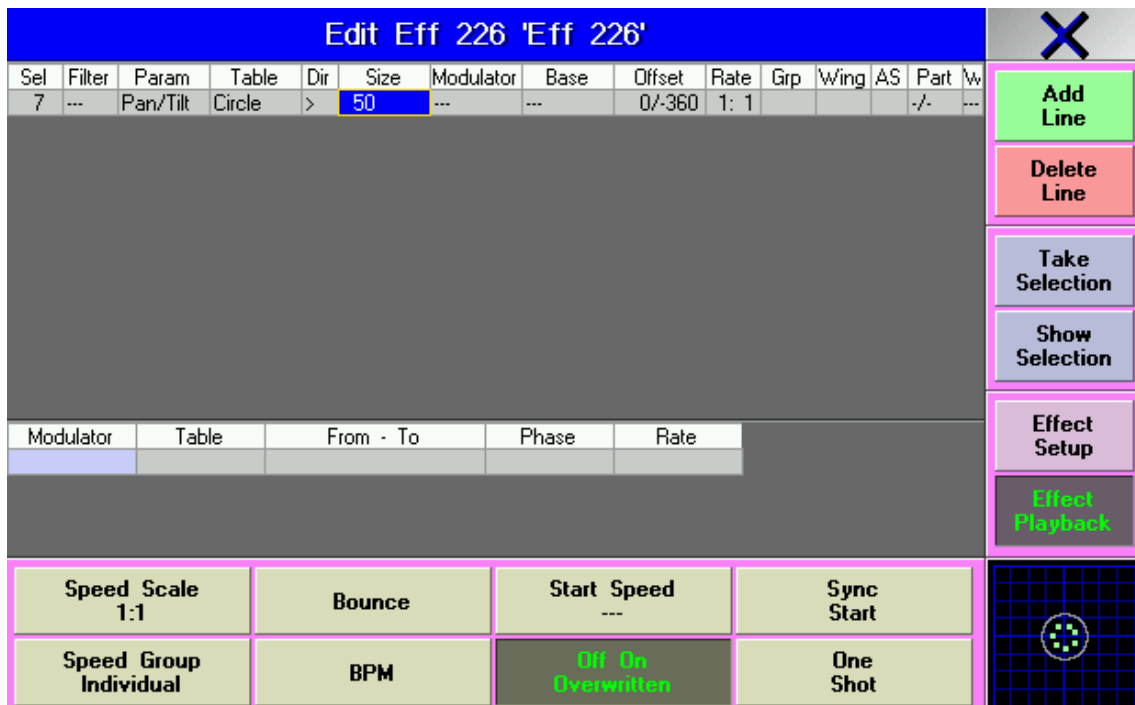 Edit Eff 226 'Eff 226'
Sel Filter Param Table Dir Size Modulator Base Offset Rate Grp Wing AS Part W
7 --- Pan/Tilt Circle > 50 --- --- 0/-360 1: 1 -/- ---
Add
Line
Delete
Line
Take
Selection
Show
Selection
Modulator Table From - To Phase Rate
Effect
Setup
Effect
Playback
Speed Scale
1:1
Bounce
Start Speed
---
Sync
Start
Speed Group
Individual
BPM
Off On
Overwritten
One
Shot